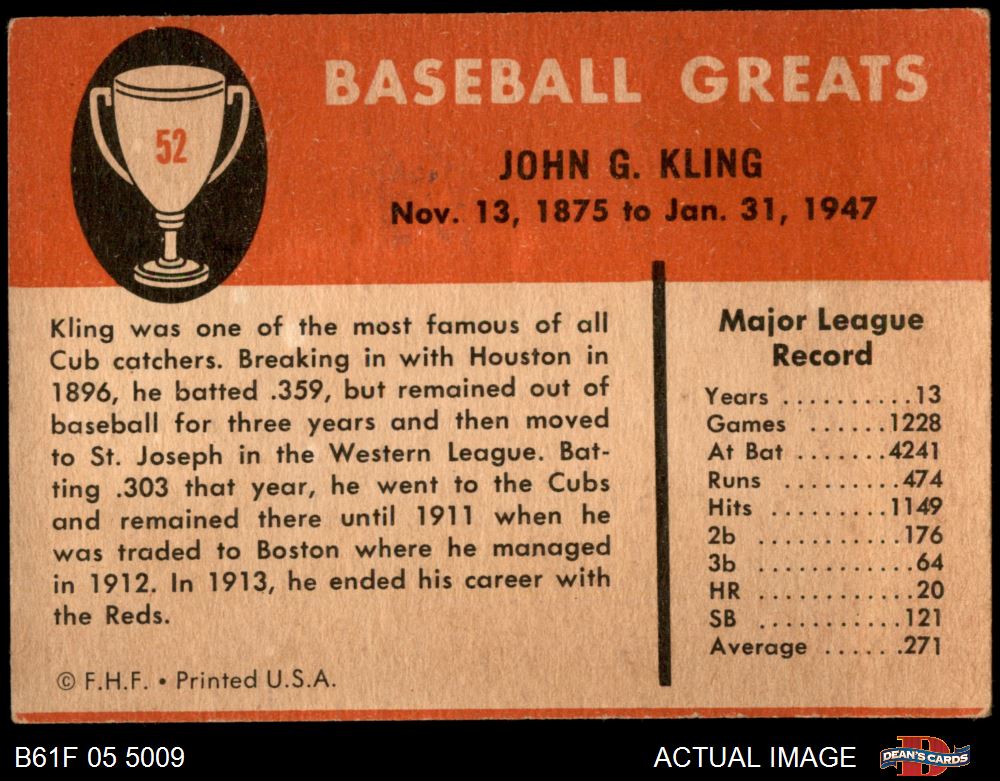 52
BASEBALL GREATS
JOHN G. KLING
Nov. 13, 1875 to Jan. 31, 1947
Kling was one of the most famous of all
Cub catchers. Breaking in with Houston in
1896, he batted .359, but remained out of
baseball for three years and then moved
to St. Joseph in the Western League. Bat-
ting .303 that year, he went to the Cubs
and remained there until 1911 when he
was traded to Boston where he managed
in 1912. In 1913, he ended his career with
the Reds.
© F.H.F. • Printed U.S.A.
Major League
Record
Years ..........13
Games ......1228
At Bat .......4241
Runs .........474
Hits .........1149
2b ...........176
3b ............64
HR ............20
SB ...........121
Average ......271
B61F 05 5009
ACTUAL IMAGE
D
DEAN'S CARDS